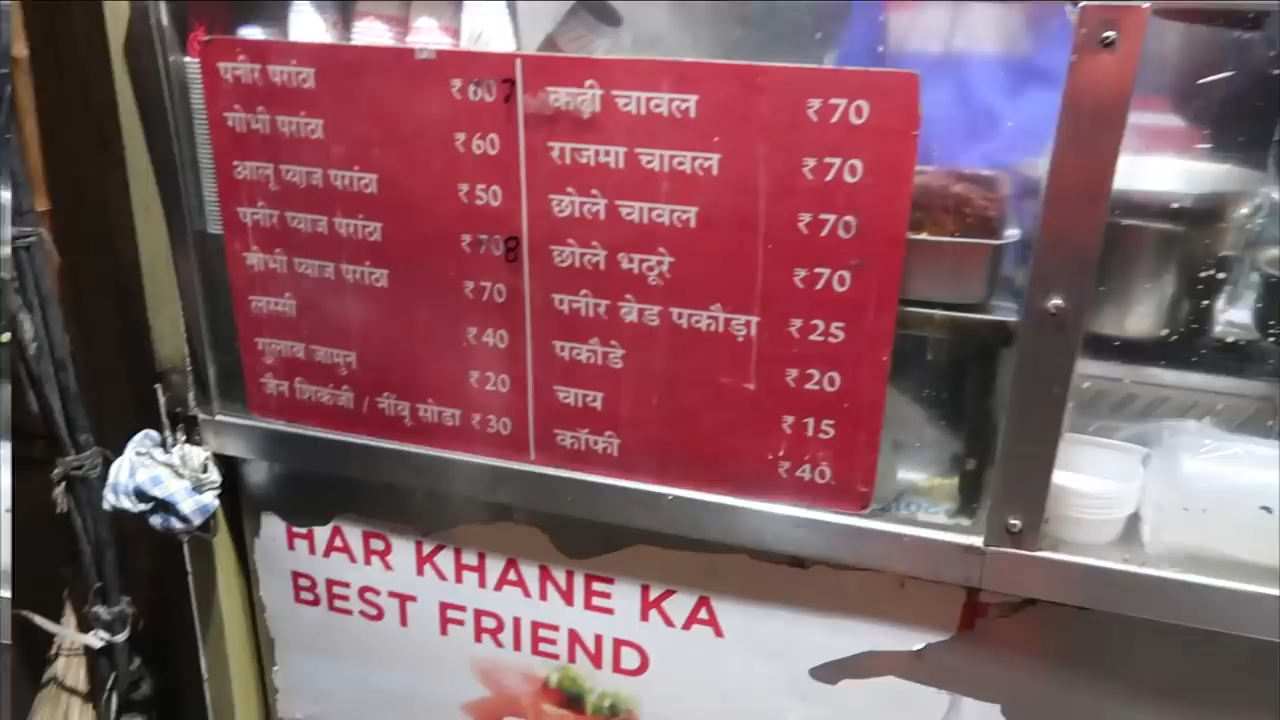 पनीर परांठा ₹607
गोभी परांठा ₹60
आलू प्याज परांठा ₹50
पनीर प्याज परांठा ₹708
गोभी प्याज परांठा ₹70
लस्सी ₹40
गुलाब जामुन ₹20
जैन शिकंजी / नींबू सोडा ₹30
कढ़ी चावल ₹70
राजमा चावल ₹70
छोले चावल ₹70
छोले भठूरे ₹70
पनीर ब्रेड पकौड़ा ₹25
पकौडे ₹20
चाय ₹15
कॉफी ₹40
HAR KHANE KA
BEST FRIEND